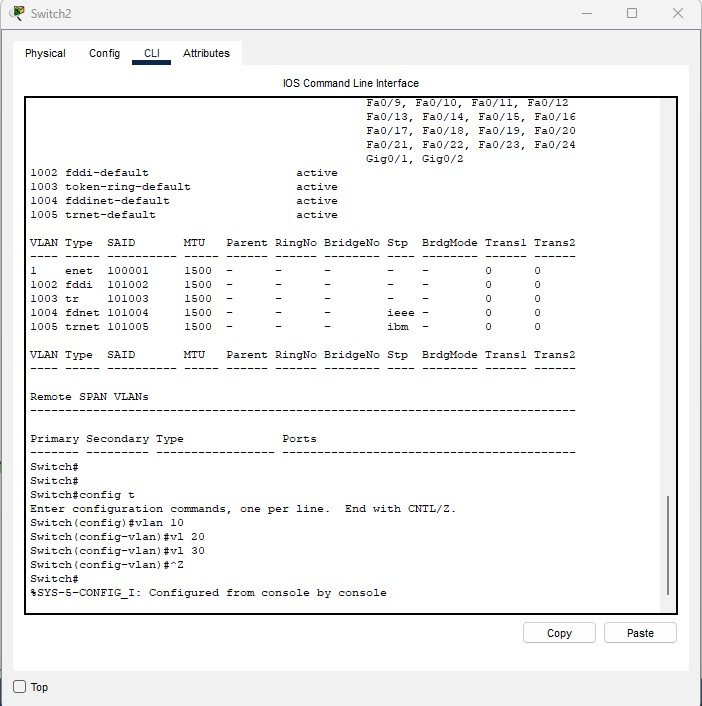 Switch2
Physical Config CLI Attributes
IOS Command Line Interface
Fa0/9, Fa0/10, Fa0/11, Fa0/12
Fa0/13, Fa0/14, Fa0/15, Fa0/16
Fa0/17, Fa0/18, Fa0/19, Fa0/20
Fa0/21, Fa0/22, Fa0/23, Fa0/24
Gig0/1, Gig0/2
1002 fddi-default active
1003 token-ring-default active
1004 fddinet-default active
1005 trnet-default active
VLAN Type SAID MTU Parent RingNo BridgeNo Stp BrdgMode Trans1 Trans2
---- ----- ---------- ----- ------ ------ -------- ---- -------- ------ ------
1 enet 100001 1500 - - - - - 0 0
1002 fddi 101002 1500 - - - - - 0 0
1003 tr 101003 1500 - - - - - 0 0
1004 fdnet 101004 1500 - - - ieee - 0 0
1005 trnet 101005 1500 - - - ibm - 0 0
VLAN Type SAID MTU Parent RingNo BridgeNo Stp BrdgMode Trans1 Trans2
---- ----- ---------- ----- ------ ------ -------- ---- -------- ------ ------
Remote SPAN VLANs
------------------------------------------------------------------------------
Primary Secondary Type Ports
------- --------- ----------------- ------------------------------------------
Switch#
Switch#
Switch#config t
Enter configuration commands, one per line. End with CNTL/Z.
Switch(config)#vlan 10
Switch(config-vlan)#vl 20
Switch(config-vlan)#vl 30
Switch(config-vlan)#^Z
Switch#
%SYS-5-CONFIG_I: Configured from console by console
Copy Paste
Top